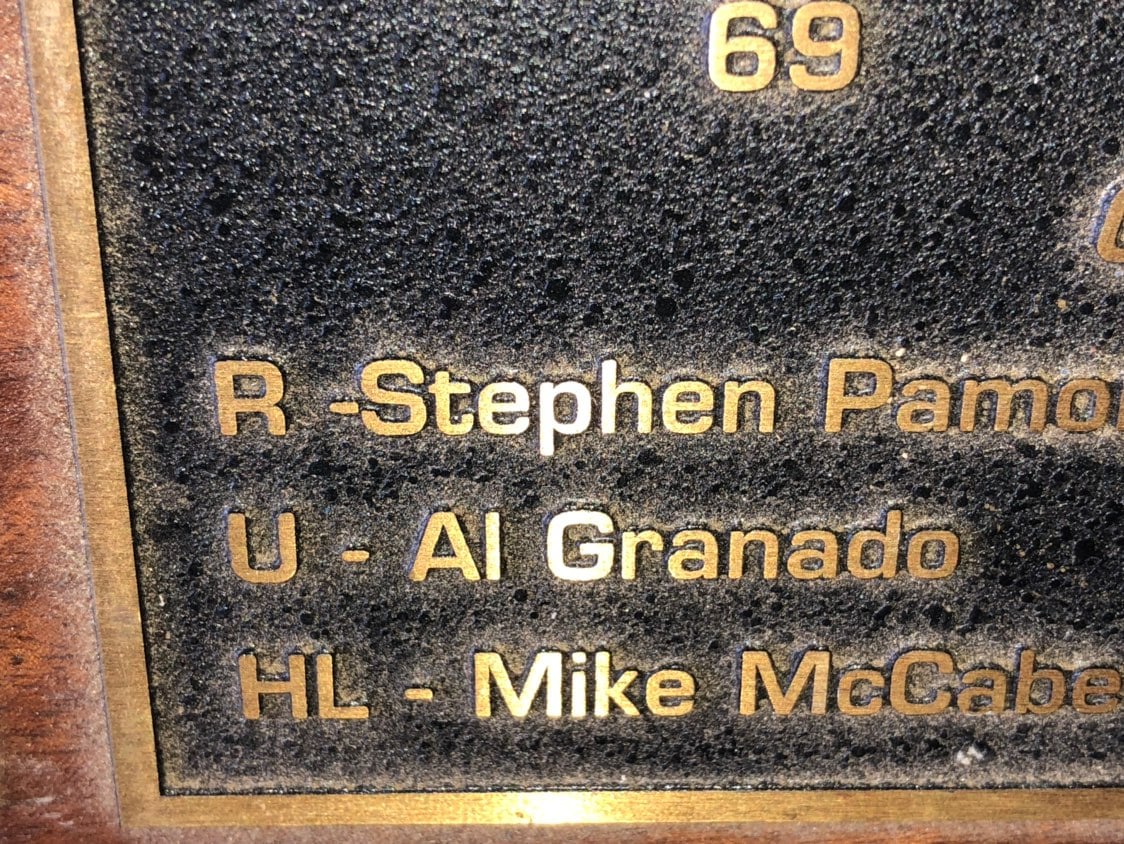 69
R -Stephen
U - Al Granado
HL - Mike McCabe